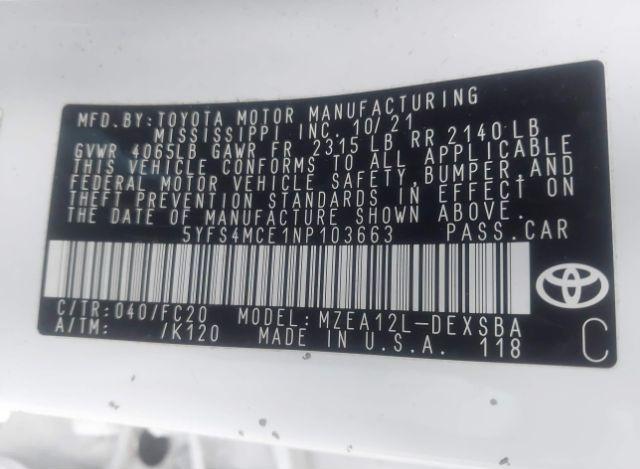 MFD. BY: TOYOTA MOTOR MANUFACTURING
MISSISSIPPI INC. 10/21
GVWR 4065LB GAWR FR 2315 LB RR 2140 LB
THIS VEHICLE CONFORMS TO ALL APPLICABLE
FEDERAL MOTOR VEHICLE SAFETY, BUMPER, AND
THEFT PREVENTION STANDARDS IN EFFECT ON
THE DATE OF MANUFACTURE SHOWN ABOVE.
5YFS4MCE1NP103663 PASS. CAR
C/TR: 040/FC20 MODEL: MZEA12L-DEXSBA
A/TM: /K120 MADE IN U.S.A. 118 C